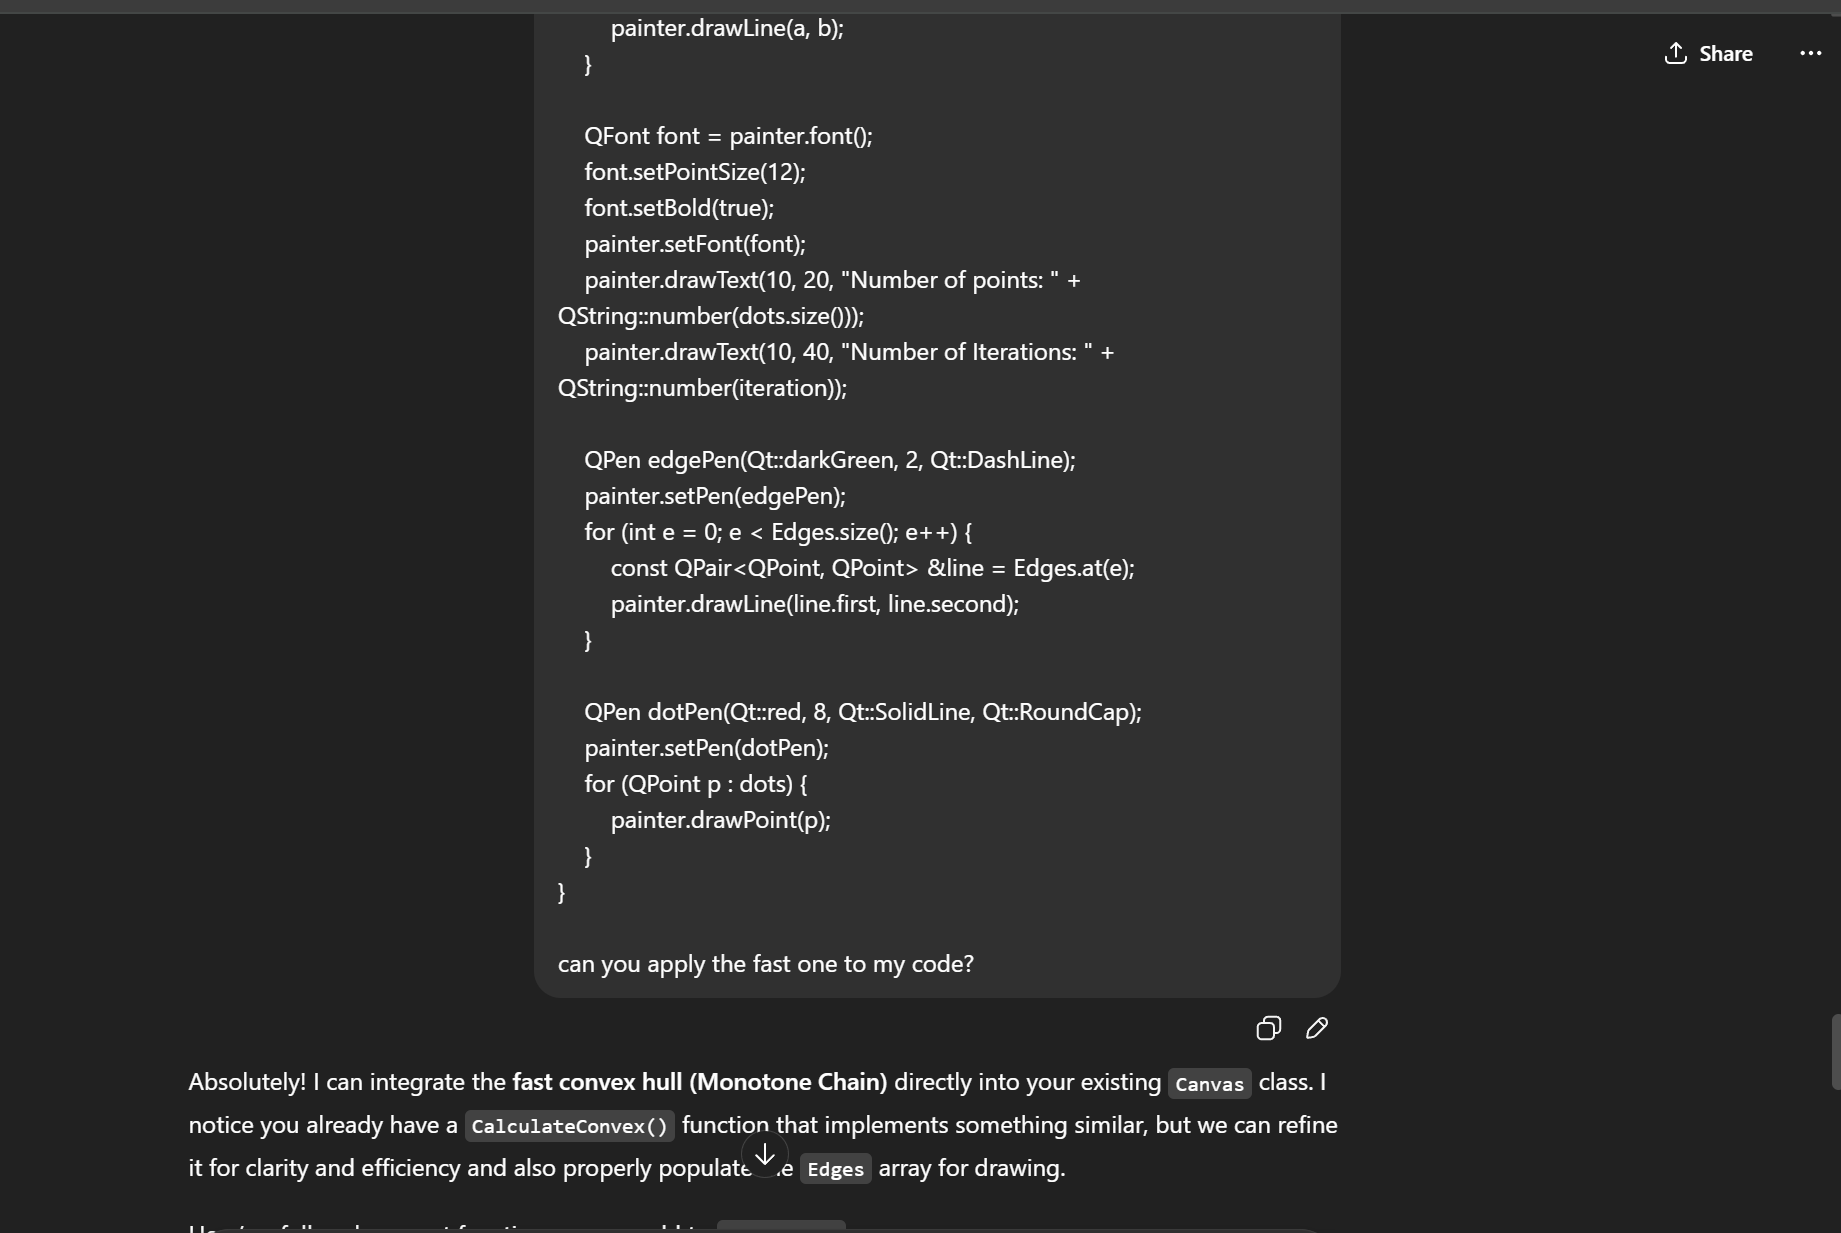 painter.drawLine(a, b);
}
Share
QFont font = painter.font();
font.setPointSize(12);
font.setBold(true);
painter.setFont(font);
painter.drawText(10, 20, "Number of points: " +
QString::number(dots.size()));
painter.drawText(10, 40, "Number of Iterations: " +
QString::number(iteration));
QPen edgePen(Qt::darkGreen, 2, Qt::DashLine);
painter.setPen(edgePen);
for (int e = 0; e < Edges.size(); e++) {
const QPair<QPoint, QPoint> &line = Edges.at(e);
painter.drawLine(line.first, line.second);
}
QPen dotPen(Qt::red, 8, Qt::SolidLine, Qt::RoundCap);
painter.setPen(dotPen);
for (QPoint p : dots) {
painter.drawPoint(p);
}
}
can you apply the fast one to my code?
Absolutely! I can integrate the fast convex hull (Monotone Chain) directly into your existing Canvas class. I
notice you already have a CalculateConvex() function that implements something similar, but we can refine
it for clarity and efficiency and also properly populate Edges array for drawing.